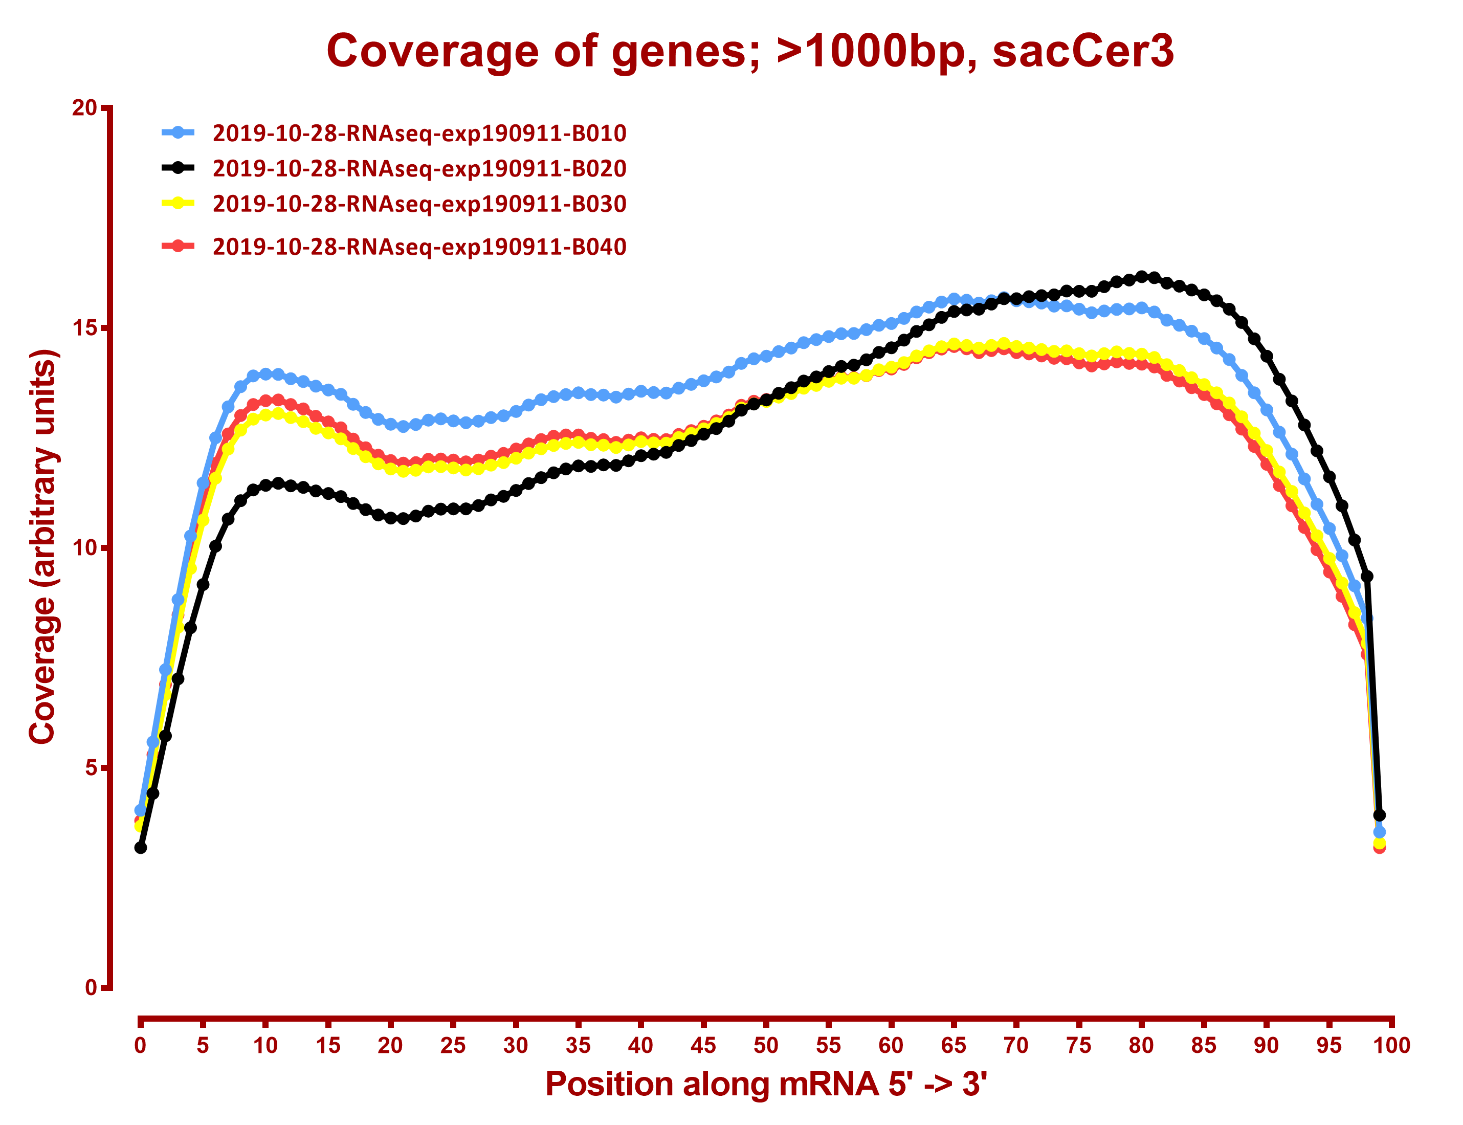 Coverage of genes; >1000bp, sacCer3
20
15
10
5
0
Coverage (arbitrary units)
2019-10-28-RNAseq-exp190911-B010
2019-10-28-RNAseq-exp190911-B020
2019-10-28-RNAseq-exp190911-B030
2019-10-28-RNAseq-exp190911-B040
0 5 10 15 20 25 30 35 40 45 50 55 60 65 70 75 80 85 90 95 100
Position along mRNA 5' -> 3'